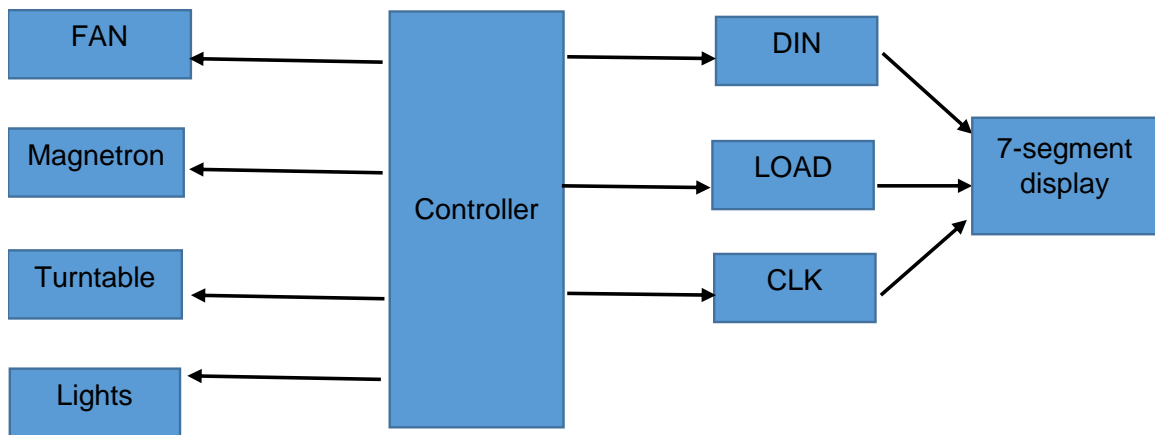 FAN
Magnetron
Turntable
Lights
Controller
DIN
LOAD
CLK
7-segment
display